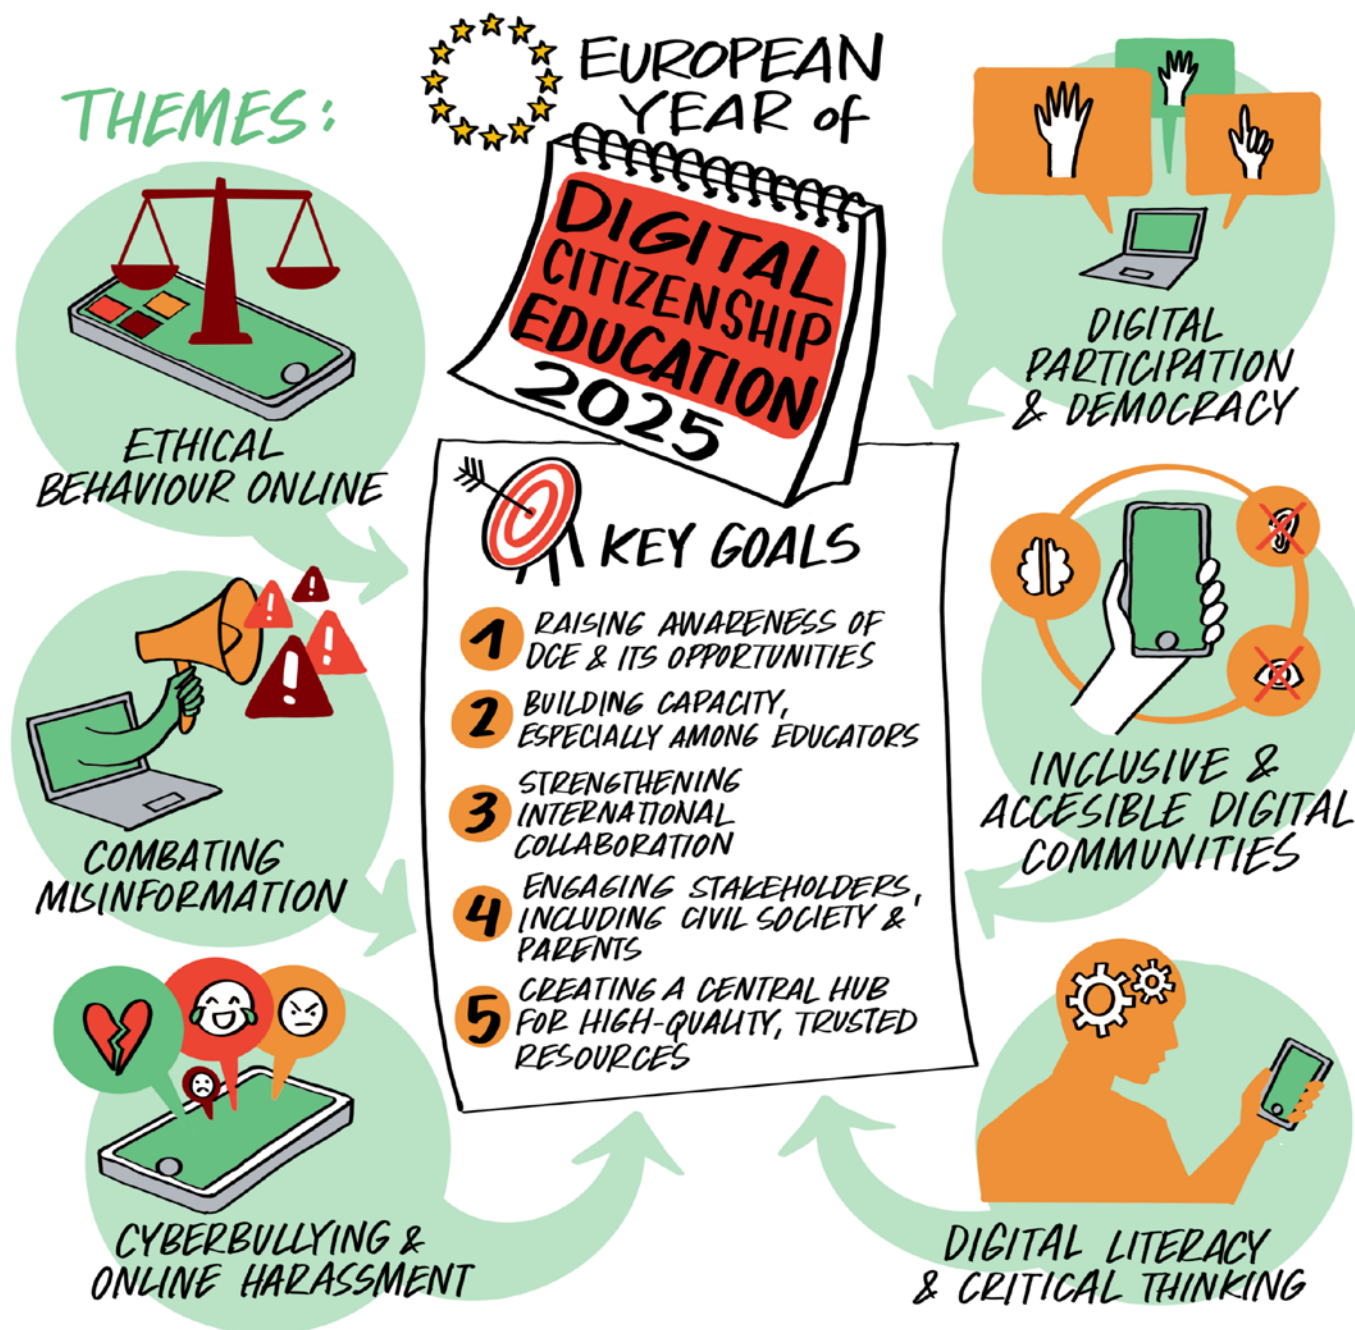 EUROPEAN
YEAR of
DIGITAL
CITIZENSHIP
EDUCATION
2025
THEMES:
ETHICAL
BEHAVIOUR ONLINE
COMBATING
MISINFORMATION
CYBERBULLYING &
ONLINE HARASSMENT
KEY GOALS
1 RAISING AWARENESS OF
DCE & ITS OPPORTUNITIES
2 BUILDING CAPACITY,
ESPECIALLY AMONG EDUCATORS
3 STRENGTHENING
INTERNATIONAL
COLLABORATION
4 ENGAGING STAKEHOLDERS,
INCLUDING CIVIL SOCIETY &
PARENTS
5 CREATING A CENTRAL HUB
FOR HIGH-QUALITY, TRUSTED
RESOURCES
DIGITAL
PARTICIPATION
& DEMOCRACY
INCLUSIVE &
ACCESIBLE DIGITAL
COMMUNITIES
DIGITAL LITERACY
& CRITICAL THINKING